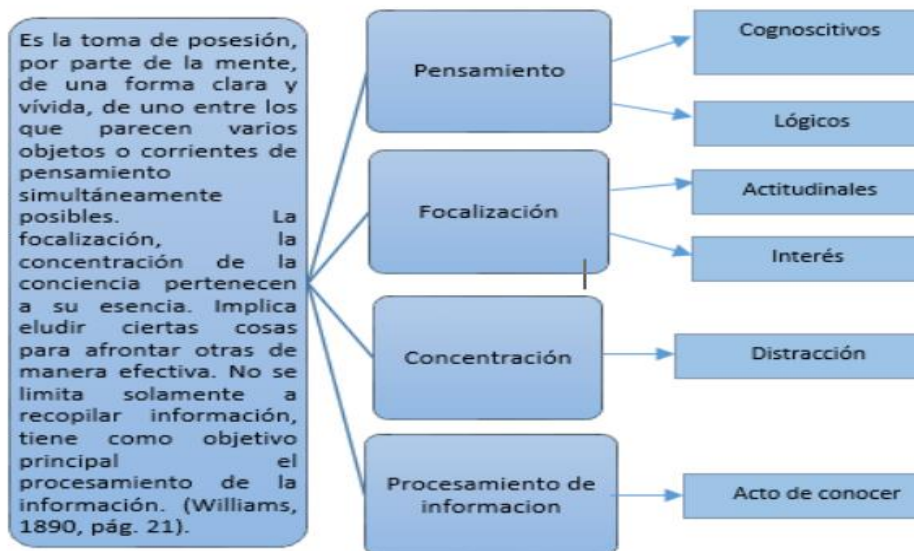 Es la toma de posesión,
por parte de la mente,
de una forma clara y
vívida, de uno entre los
que parecen varios
objetos o corrientes de
pensamiento
simultáneamente
posibles. La
focalización, la
concentración de la
conciencia pertenecen
a su esencia. Implica
eludir ciertas cosas
para afrontar otras de
manera efectiva. No se
limita solamente a
recopilar información,
tiene como objetivo
principal el
procesamiento de la
información. (Williams,
1890, pág. 21).
Pensamiento
Cognoscitivos
Lógicos
Focalización
Actitudinales
Interés
Concentración
Distracción
Procesamiento de
informacion
Acto de conocer